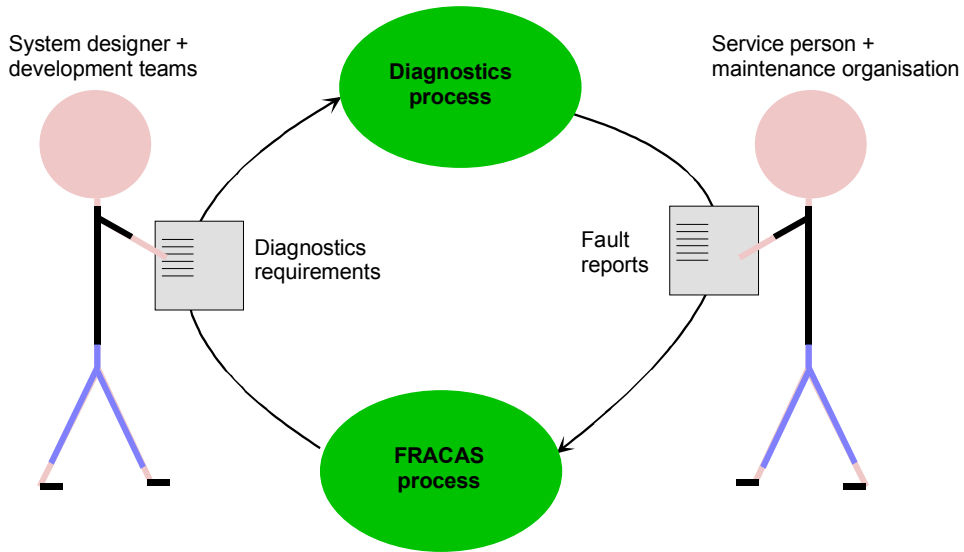 System designer +
development teams
Diagnostics
process
Service person +
maintenance organisation
Diagnostics
requirements
Fault
reports
FRACAS
process